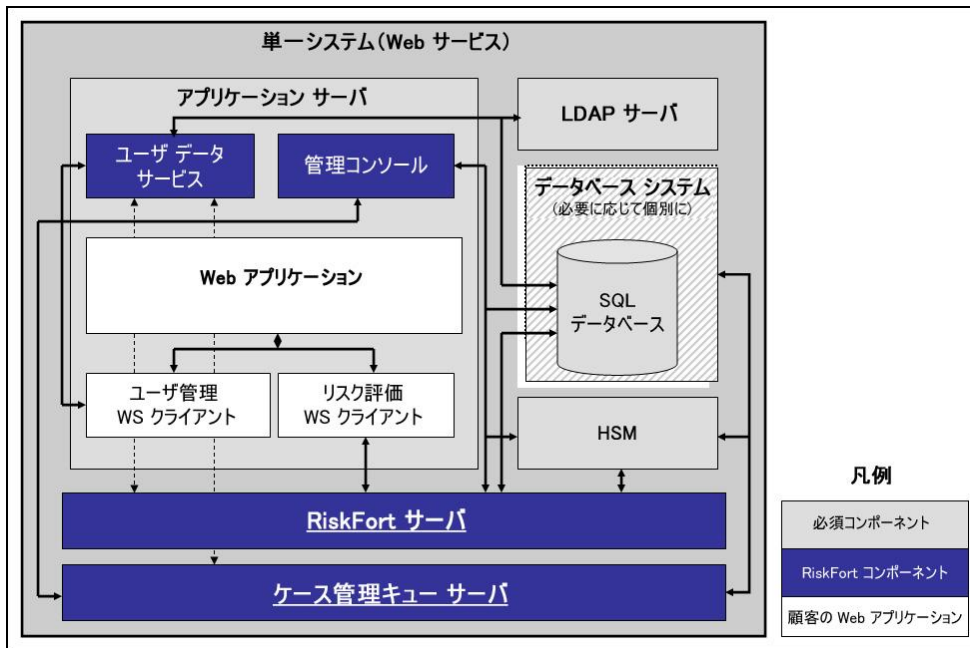 単一システム(Web サービス)
アプリケーション サーバ
ユーザ データ
サービス
管理コンソール
LDAP サーバ
データベース システム
(必要に応じて個別に)
SQL
データベース
Web アプリケーション
ユーザ管理
WS クライアント
リスク評価
WS クライアント
HSM
RiskFort サーバ
ケース管理キュー サーバ
凡例
必須コンポーネント
RiskFort コンポーネント
顧客の Web アプリケーション